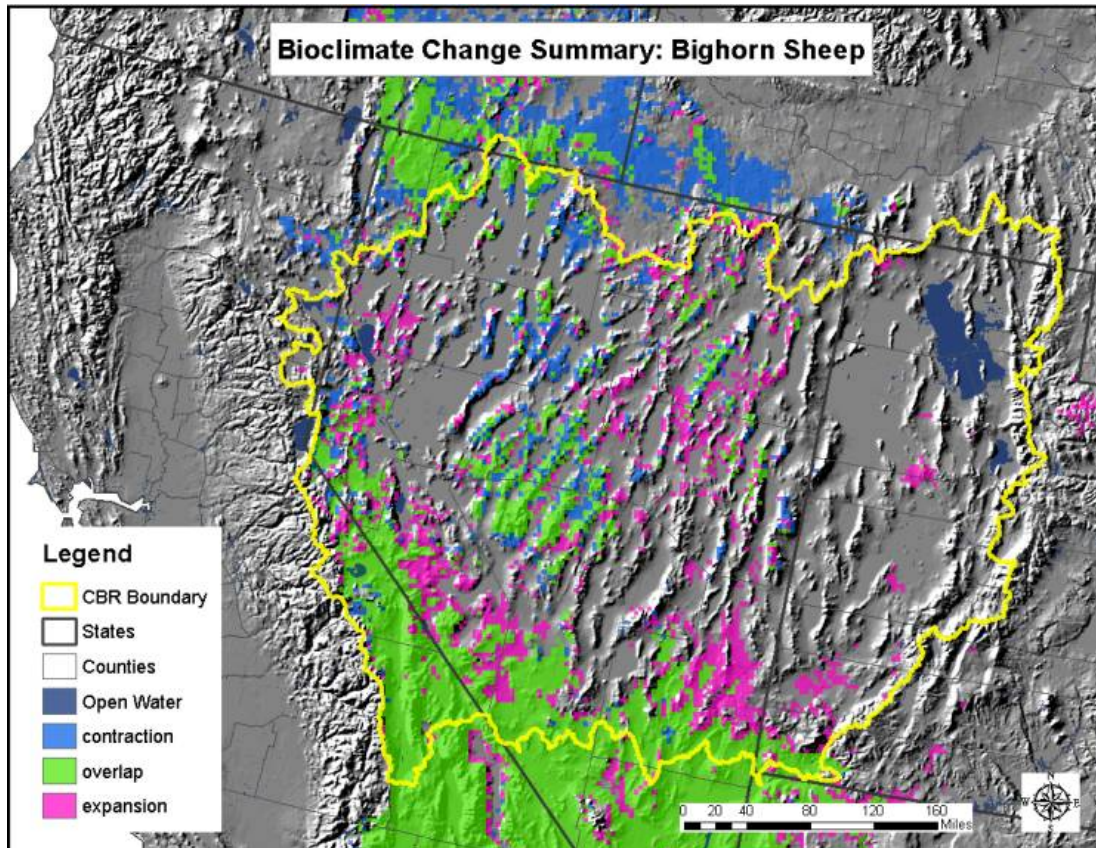 Bioclimate Change Summary: Bighorn Sheep
Legend
CBR Boundary
States
Counties
Open Water
contraction
overlap
expansion
N
W
E
S
0 20 40 80 120 160
Miles